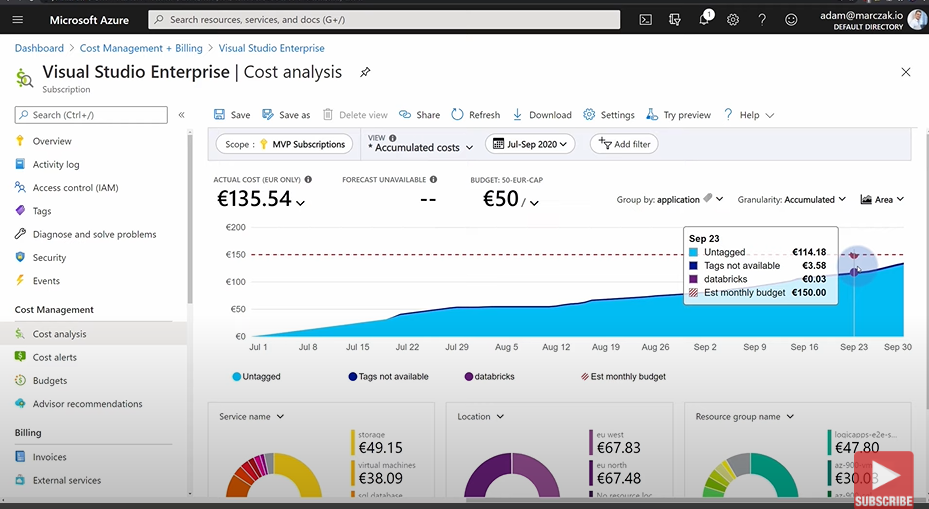 Microsoft Azure
Search resources, services, and docs (G+/)
1
adam@marczak.io
DEFAULT DIRECTORY
Dashboard > Cost Management + Billing > Visual Studio Enterprise
Visual Studio Enterprise | Cost analysis
Subscription
Search (Ctrl+/)
Overview
Activity log
Access control (IAM)
Tags
Diagnose and solve problems
Security
Events
Cost Management
Cost analysis
Cost alerts
Budgets
Advisor recommendations
Billing
Invoices
External services
Save Save as Delete view Share Refresh Download Settings Try preview Help
Scope : MVP Subscriptions
VIEW
* Accumulated costs
Jul-Sep 2020
Add filter
ACTUAL COST (EUR ONLY)
€135.54
FORECAST UNAVAILABLE
--
BUDGET: 50-EUR-CAP
€50 /
Group by: application
Granularity: Accumulated
Area
€200
€150
€100
€50
€0
Sep 23
Untagged €114.18
Tags not available €3.58
databricks €0.03
Est monthly budget €150.00
Jul 1 Jul 8 Jul 15 Jul 22 Jul 29 Aug 5 Aug 12 Aug 19 Aug 26 Sep 2 Sep 9 Sep 16 Sep 23 Sep 30
Untagged Tags not available databricks Est monthly budget
Service name
storage
€49.15
virtual machines
€38.09
sql database
Location
eu west
€67.83
eu north
€67.48
Resource group name
logicapps-e2e-s...
€47.80
€30.03
SUBSCRIBE